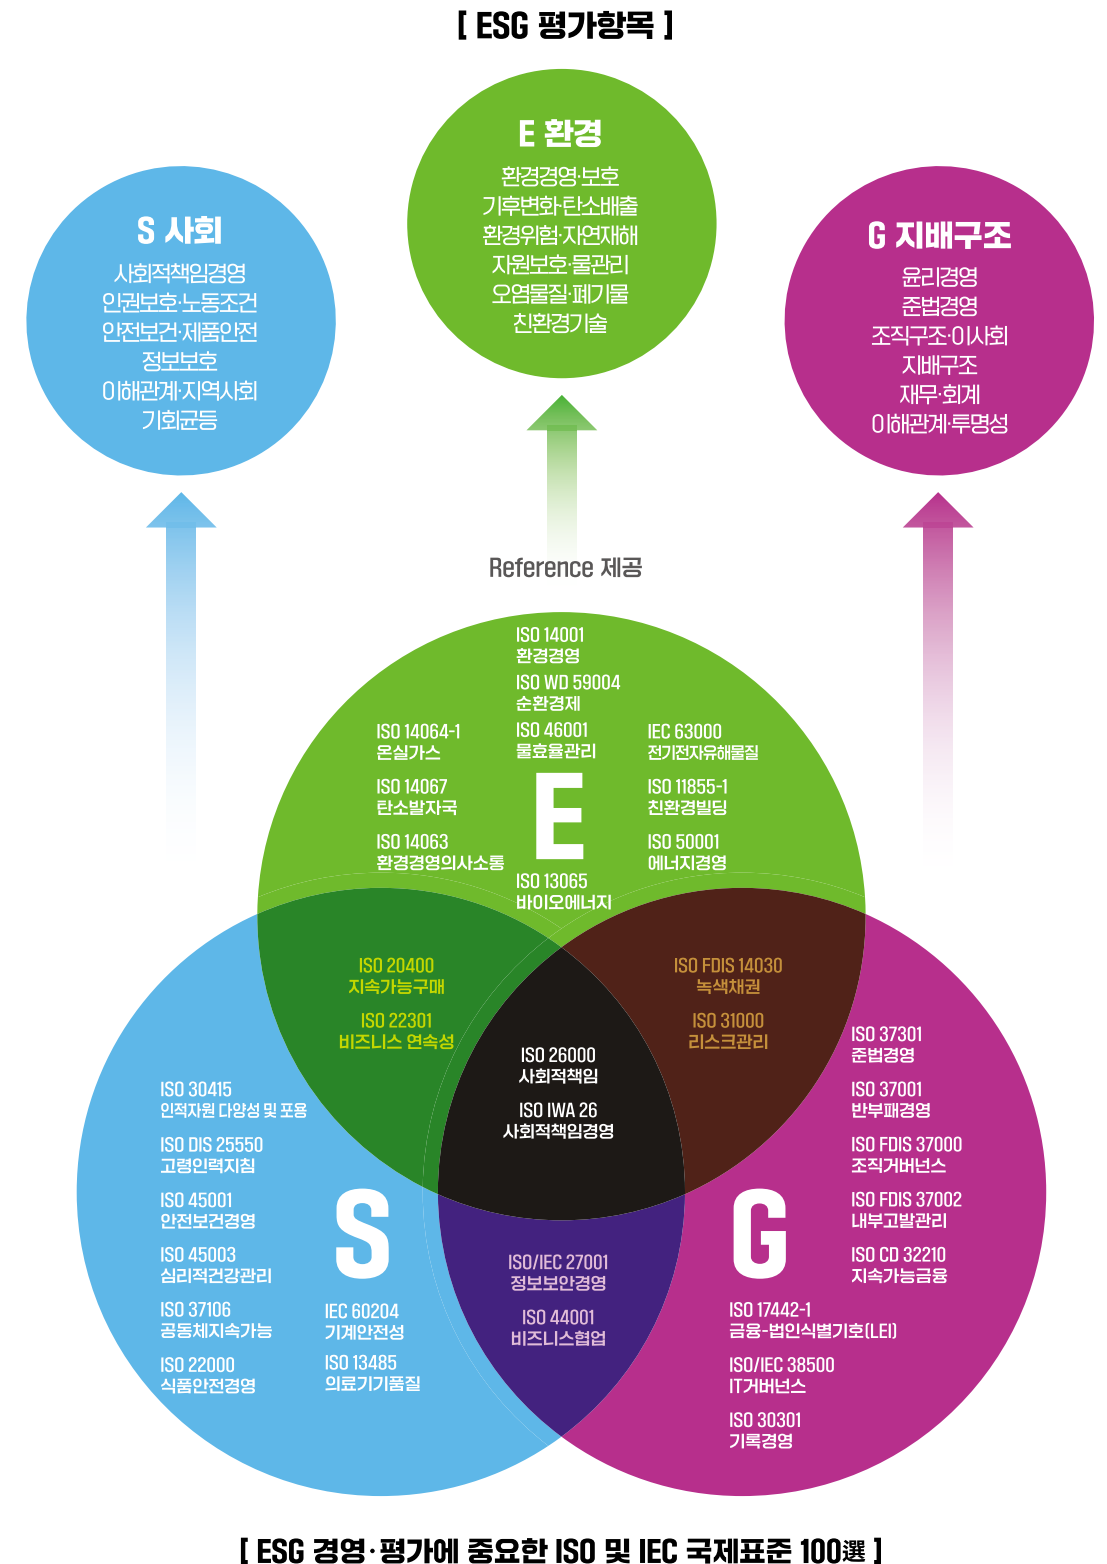 [ ESG 평가항목 ]
E 환경
환경경영·보호
기후변화·탄소배출
환경위험·자연재해
자원보호·물관리
오염물질·폐기물
친환경기술
S 사회
사회적책임경영
인권보호·노동조건
안전보건·제품안전
정보보호
이해관계·지역사회
기회균등
G 지배구조
윤리경영
준법경영
조직구조·이사회
지배구조
재무·회계
이해관계·투명성
Reference 제공
ISO 14001
환경경영
ISO WD 59004
순환경제
ISO 46001
물효율관리
ISO 14064-1
온실가스
ISO 14067
탄소발자국
ISO 14063
환경경영의사소통
IEC 63000
전기전자유해물질
ISO 11855-1
친환경빌딩
ISO 50001
에너지경영
E
ISO 13065
바이오에너지
ISO 20400
지속가능구매
ISO 22301
비즈니스 연속성
ISO FDIS 14030
녹색채권
ISO 31000
리스크관리
ISO 26000
사회적책임
ISO IWA 26
사회적책임경영
ISO 30415
인적자원 다양성 및 포용
ISO DIS 25550
고령인력지침
ISO 45001
안전보건경영
ISO 45003
심리적건강관리
ISO 37106
공동체지속가능
ISO 22000
식품안전경영
S
IEC 60204
기계안전성
ISO 13485
의료기기품질
ISO/IEC 27001
정보보안경영
ISO 44001
비즈니스협업
G
ISO 37301
준법경영
ISO 37001
반부패경영
ISO FDIS 37000
조직거버넌스
ISO FDIS 37002
내부고발관리
ISO CD 32210
지속가능금융
ISO 17442-1
금융-법인식별기호(LEI)
ISO/IEC 38500
IT거버넌스
ISO 30301
기록경영
[ ESG 경영·평가에 중요한 ISO 및 IEC 국제표준 100選 ]